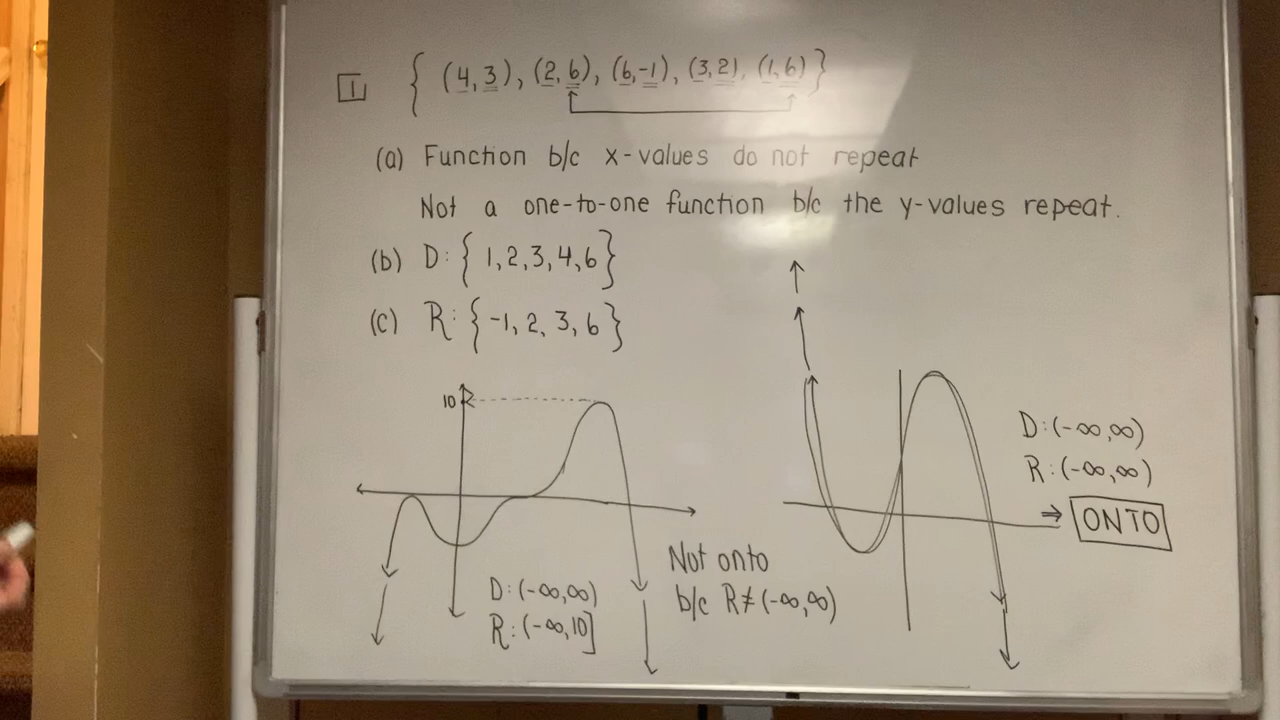 1 { (4,3), (2,6), (6,-1), (3,2), (1,6) }
(a) Function b/c x-values do not repeat
Not a one-to-one function b/c the y-values repeat.
(b) D: { 1,2,3,4,6 }
(c) R: { -1, 2, 3, 6 }
10
D: (-∞,∞)
R: (-∞,10]
Not onto
b/c R≠(-∞,∞)
D: (-∞,∞)
R: (-∞,∞)
⇒ ONTO